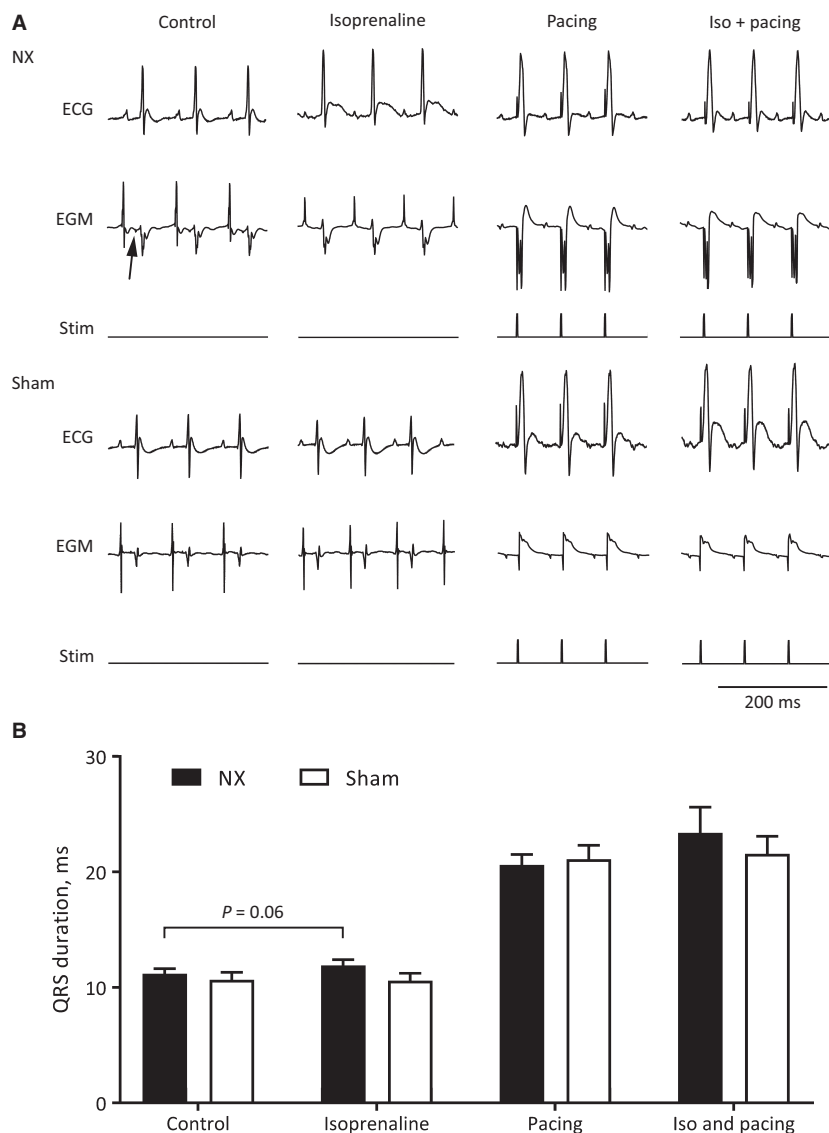 A
Control Isoprenaline Pacing Iso + pacing
NX
ECG
EGM
Stim
Sham
ECG
EGM
Stim
200 ms
B
30
NX Sham
20
P = 0.06
10
0
QRS duration, ms
Control Isoprenaline Pacing Iso and pacing